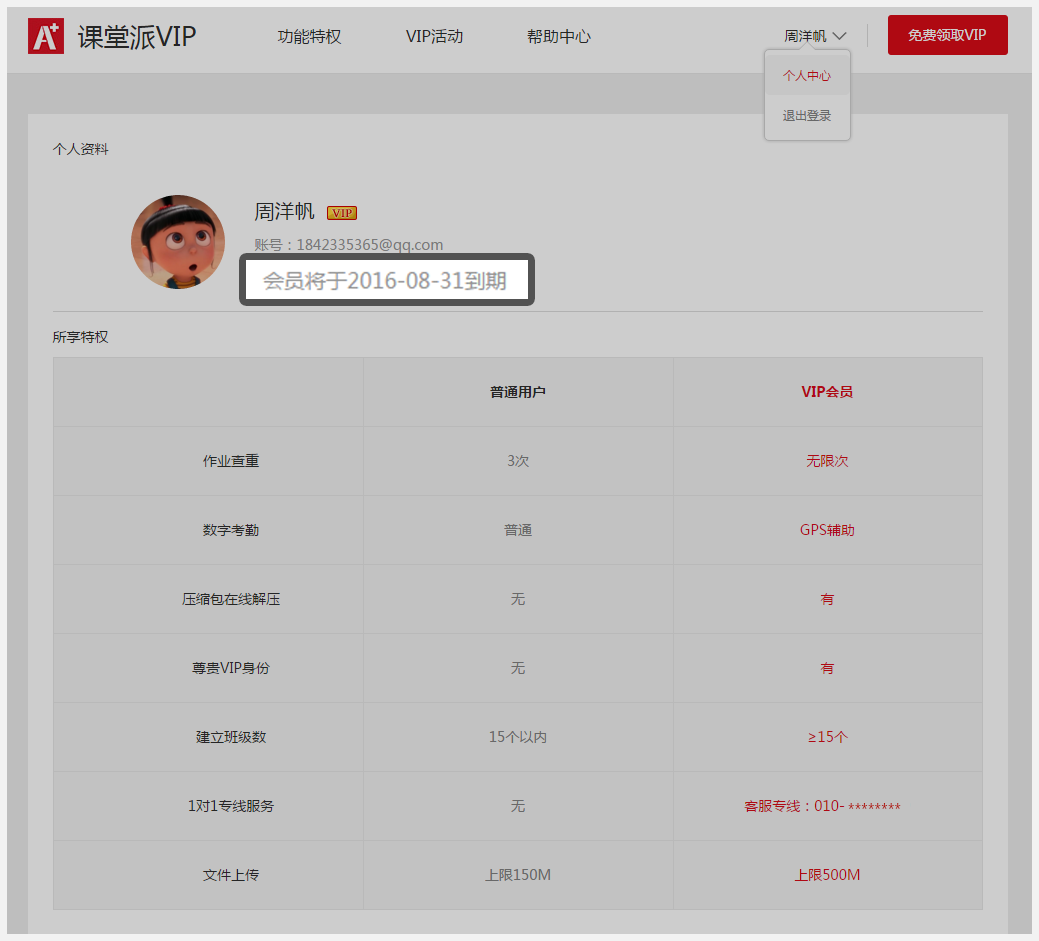 A+ 课堂派VIP 功能特权 VIP活动 帮助中心 周洋帆 免费领取VIP
个人中心
退出登录
个人资料
周洋帆 VIP
账号：1842335365@qq.com
会员将于2016-08-31到期
所享特权
普通用户 VIP会员
作业查重 3次 无限次
数字考勤 普通 GPS辅助
压缩包在线解压 无 有
尊贵VIP身份 无 有
建立班级数 15个以内 ≥15个
1对1专线服务 无 客服专线：010- ********
文件上传 上限150M 上限500M